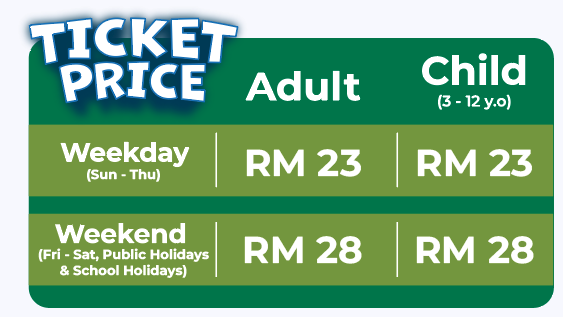 TICKET
PRICE
Adult
Child
(3 - 12 y.o)
Weekday
(Sun - Thu)
RM 23
RM 23
Weekend
(Fri - Sat, Public Holidays
& School Holidays)
RM 28
RM 28